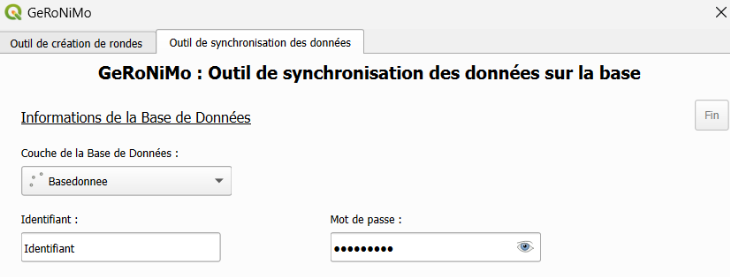 GeRoNiMo
Outil de création de rondes
Outil de synchronisation des données
GeRoNiMo : Outil de synchronisation des données sur la base
Informations de la Base de Données
Fin
Couche de la Base de Données :
Basedonnee
Identifiant :
Mot de passe :
Identifiant
●●●●●●●●●